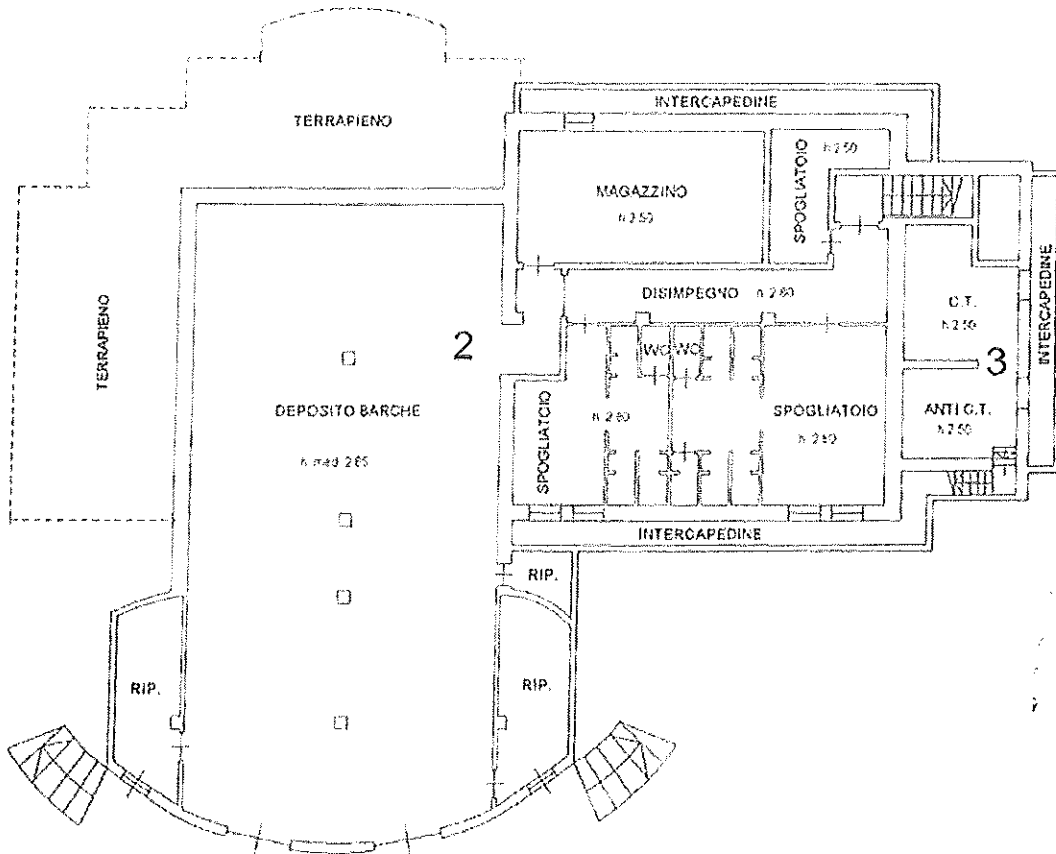 INTERCAPEDINE
TERRAPIENO
SPOGLIATOIO
h 2.50
MAGAZZINO
h 2.50
DISIMPEGNO h 2.60
INTERCAPEDINE
TERRAPIENO
C.T.
h 2.50
2
WC WC
3
DEPOSITO BARCHE
h med 2.85
SPOGLIATOIO
h 2.60
SPOGLIATOIO
h 2.60
ANTI C.T.
h 2.50
INTERCAPEDINE
RIP.
RIP.
RIP.